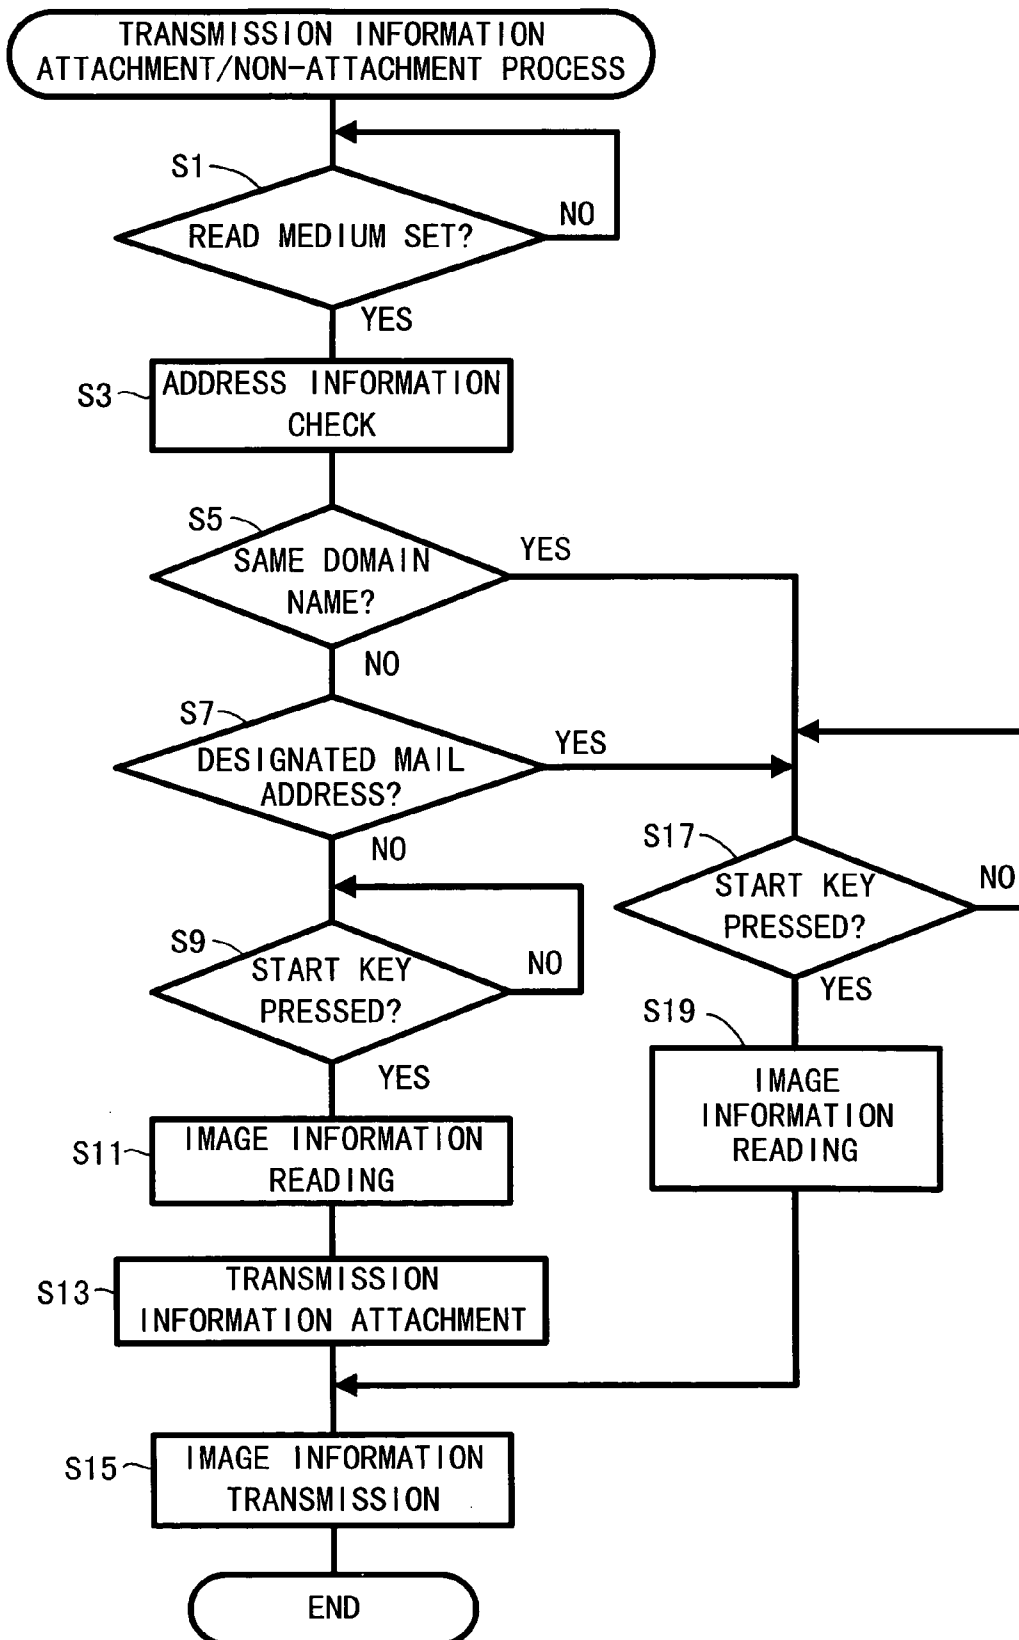 TRANSMISSION INFORMATION
ATTACHMENT/NON-ATTACHMENT PROCESS
S1
NO
READ MEDIUM SET?
YES
S3
ADDRESS INFORMATION
CHECK
S5
SAME DOMAIN
NAME?
YES
NO
S7
DESIGNATED MAIL
ADDRESS?
YES
NO
S9
START KEY
PRESSED?
NO
YES
S11
IMAGE INFORMATION
READING
S13
TRANSMISSION
INFORMATION ATTACHMENT
S17
START KEY
PRESSED?
NO
YES
S19
IMAGE
INFORMATION
READING
S15
IMAGE INFORMATION
TRANSMISSION
END